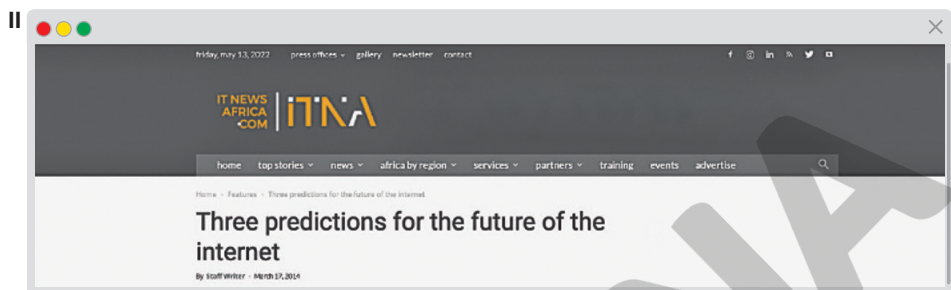 II
friday, may 13, 2022 press offices gallery newsletter contact
IT NEWS
AFRICA
.COM
ITNA
home top stories news africa by region services partners training events advertise
Home › Features › Three predictions for the future of the internet
Three predictions for the future of the
internet
By Staff Writer - March 17, 2014